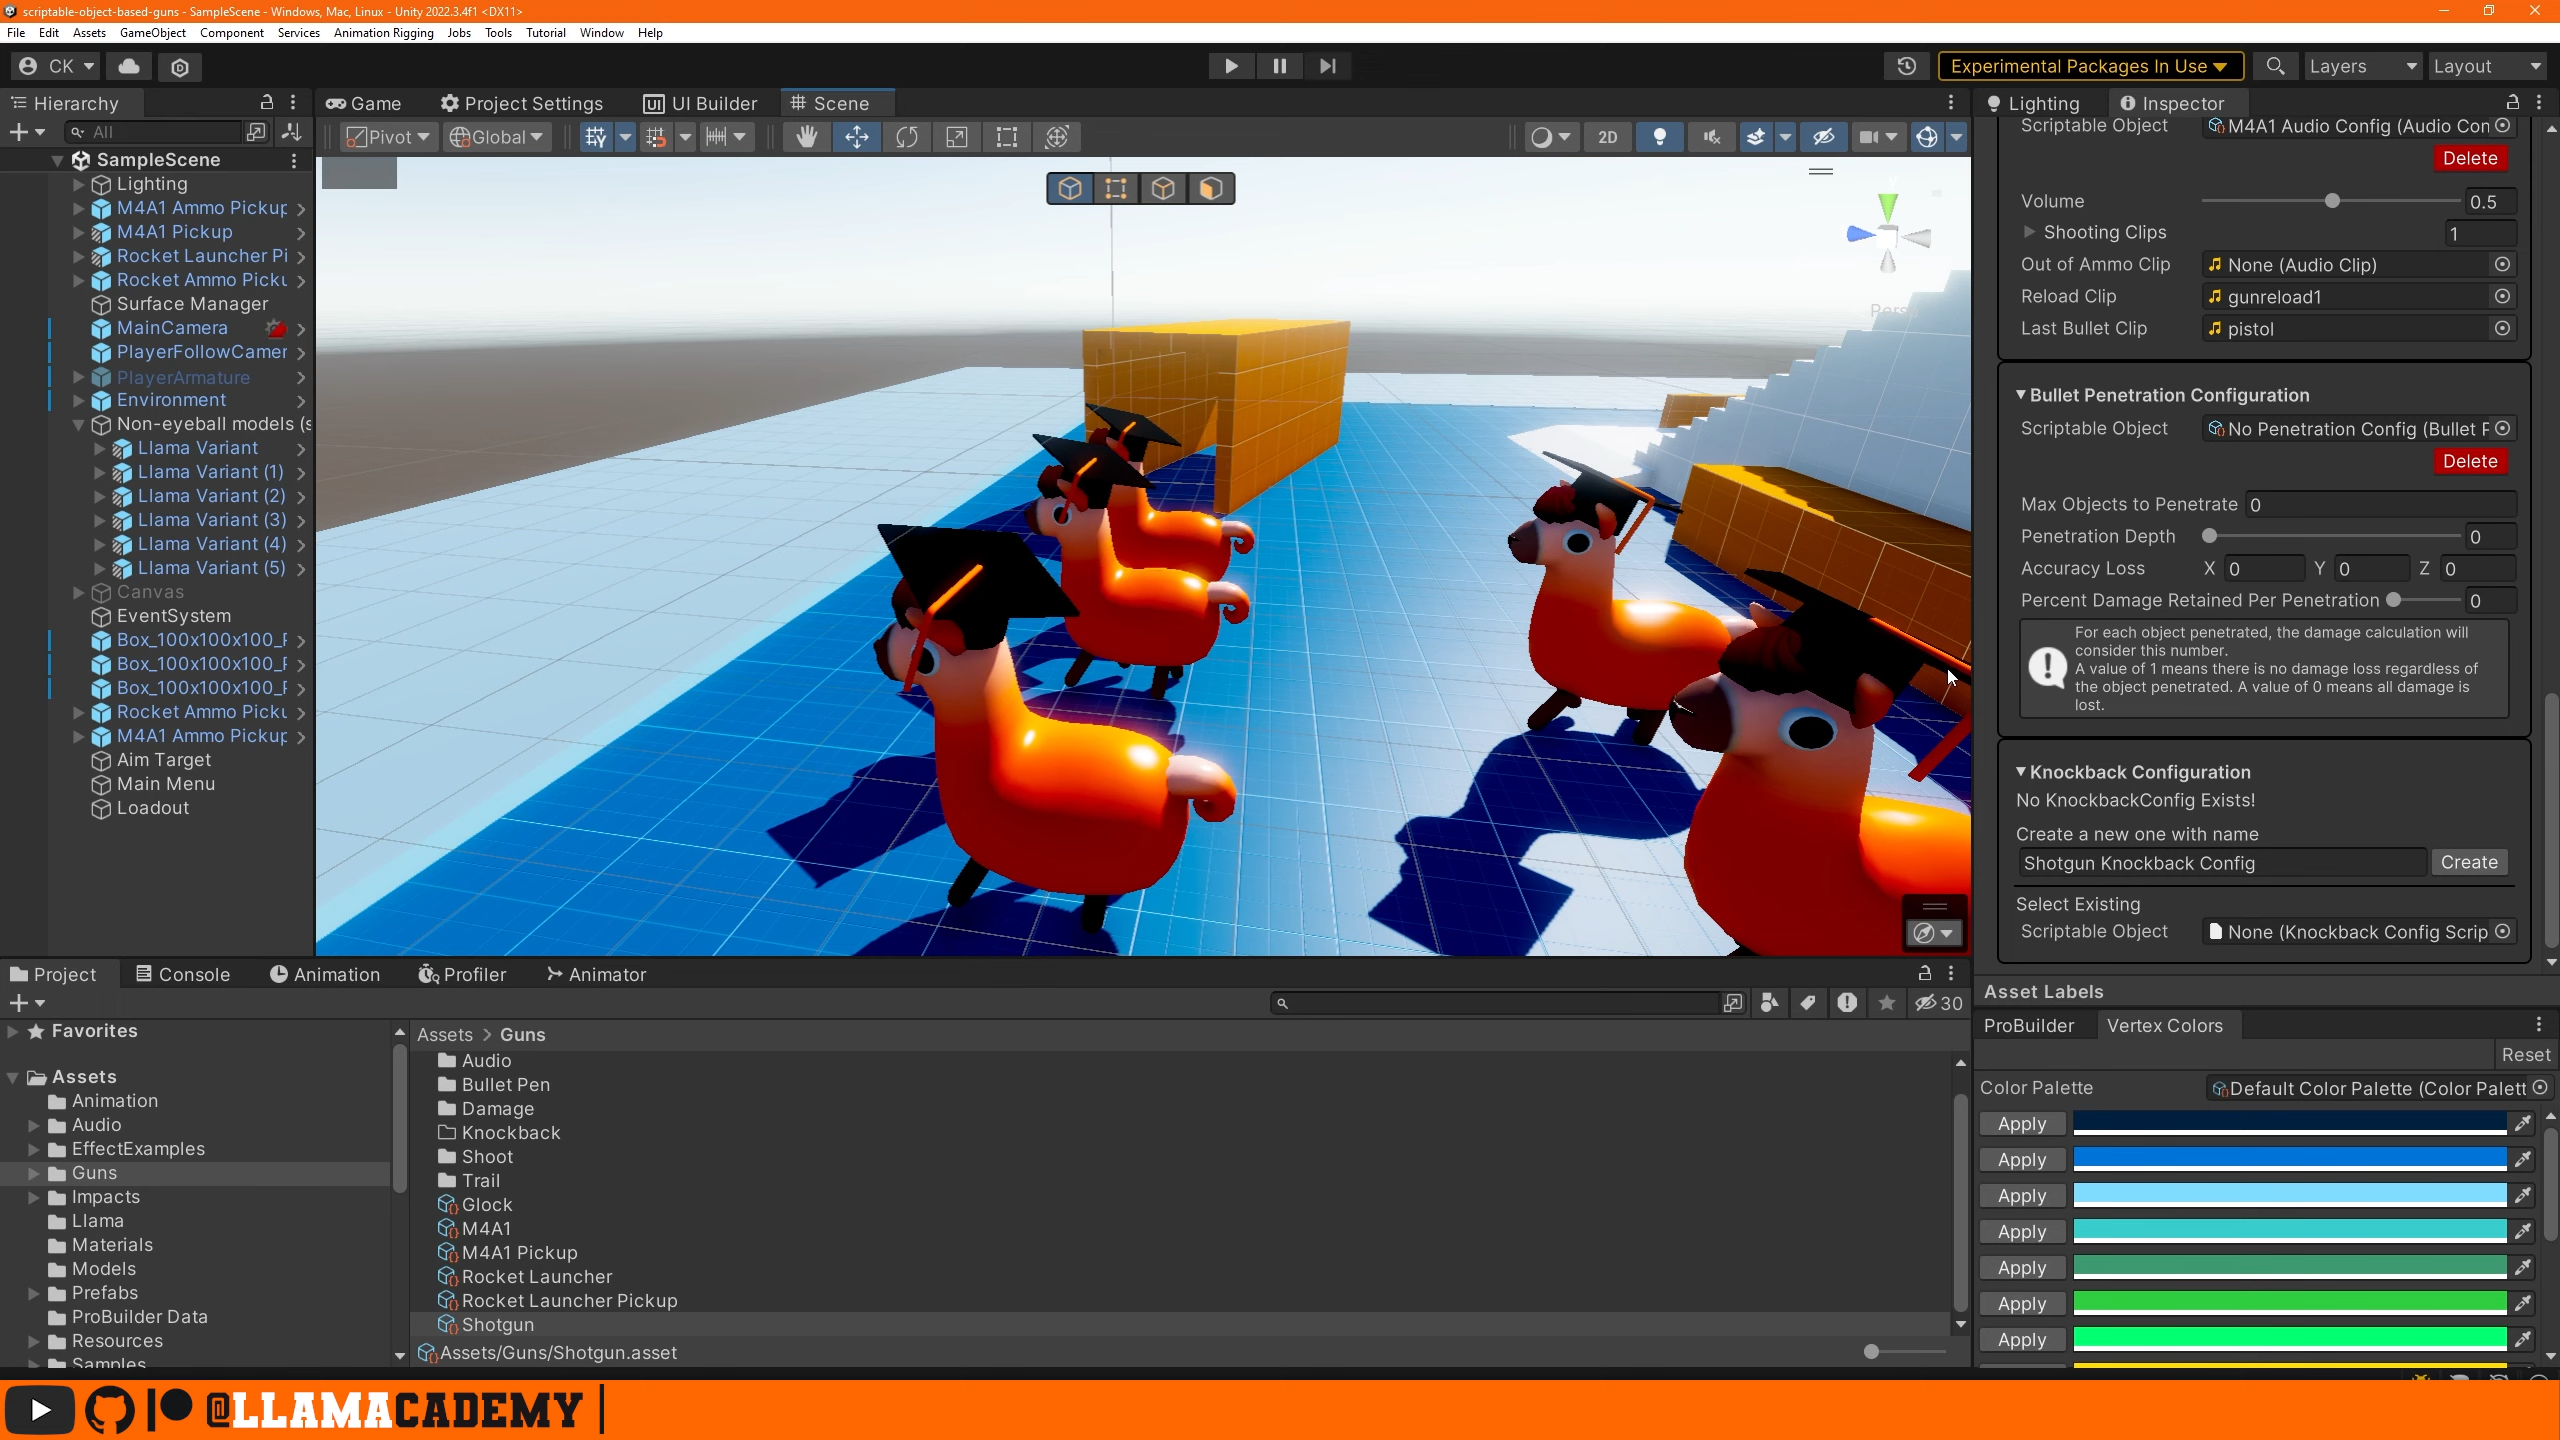 scriptable-object-based-guns - SampleScene - Windows, Mac, Linux - Unity 2022.3.4f1 <DX11>
File Edit Assets GameObject Component Services Animation Rigging Jobs Tools Tutorial Window Help
CK
Experimental Packages In Use
Layers
Layout
Hierarchy
Game
Project Settings
UI Builder
Scene
Lighting
Inspector
All
Pivot
Global
2D
SampleScene
Lighting
M4A1 Ammo Pickup
M4A1 Pickup
Rocket Launcher Pi
Rocket Ammo Picku
Surface Manager
MainCamera
PlayerFollowCamer
PlayerArmature
Environment
Non-eyeball models (s
Llama Variant
Llama Variant (1)
Llama Variant (2)
Llama Variant (3)
Llama Variant (4)
Llama Variant (5)
Canvas
EventSystem
Box_100x100x100_F
Box_100x100x100_F
Box_100x100x100_F
Rocket Ammo Picku
M4A1 Ammo Pickup
Aim Target
Main Menu
Loadout
Scriptable Object M4A1 Audio Config (Audio Con
Delete
Volume 0.5
Shooting Clips 1
Out of Ammo Clip None (Audio Clip)
Reload Clip gunreload1
Last Bullet Clip pistol
Bullet Penetration Configuration
Scriptable Object No Penetration Config (Bullet P
Delete
Max Objects to Penetrate 0
Penetration Depth 0
Accuracy Loss X 0 Y 0 Z 0
Percent Damage Retained Per Penetration 0
For each object penetrated, the damage calculation will
consider this number.
A value of 1 means there is no damage loss regardless of
the object penetrated. A value of 0 means all damage is
lost.
Knockback Configuration
No KnockbackConfig Exists!
Create a new one with name
Shotgun Knockback Config Create
Select Existing
Scriptable Object None (Knockback Config Scrip
Asset Labels
ProBuilder Vertex Colors
Reset
Color Palette Default Color Palette (Color Palett
Apply
Apply
Apply
Apply
Apply
Apply
Apply
Project Console Animation Profiler Animator
30
Favorites
Assets
Animation
Audio
EffectExamples
Guns
Impacts
Llama
Materials
Models
Prefabs
ProBuilder Data
Resources
Samples
Assets > Guns
Audio
Bullet Pen
Damage
Knockback
Shoot
Trail
Glock
M4A1
M4A1 Pickup
Rocket Launcher
Rocket Launcher Pickup
Shotgun
Assets/Guns/Shotgun.asset
@LLAMACADEMY